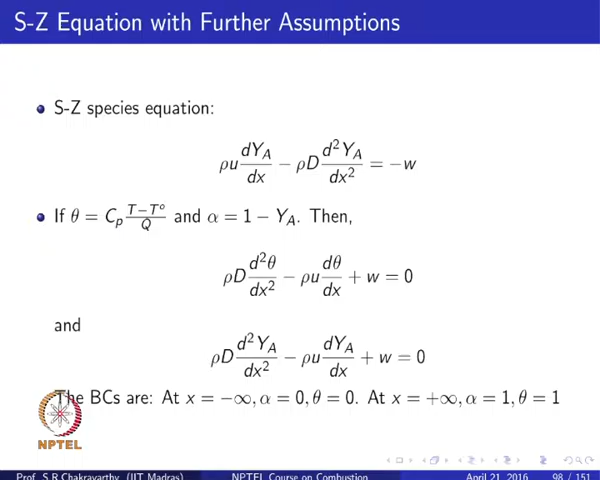 S-Z Equation with Further Assumptions
S-Z species equation:
ρu dY_A/dx − ρD d²Y_A/dx² = −w
If θ = C_p (T−T°)/Q and α = 1 − Y_A. Then,
ρD d²θ/dx² − ρu dθ/dx + w = 0
and
ρD d²Y_A/dx² − ρu dY_A/dx + w = 0
The BCs are: At x = −∞, α = 0, θ = 0. At x = +∞, α = 1, θ = 1
NPTEL
Prof. S.R.Chakravarthy (IIT Madras) NPTEL Course on Combustion April 21, 2016 98 / 151